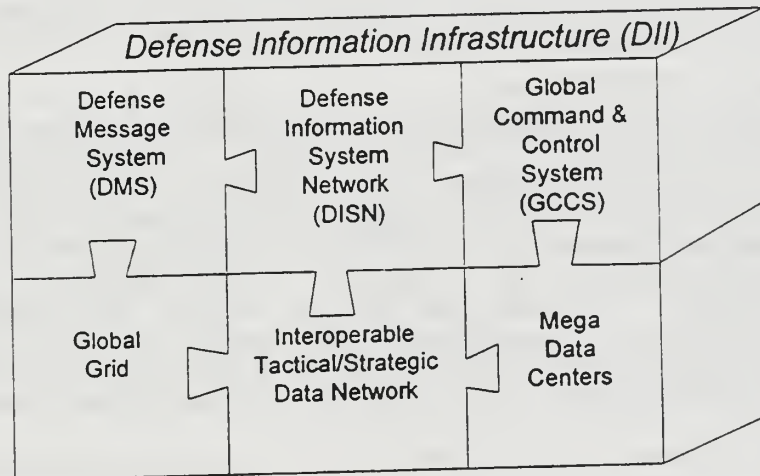 Defense Information Infrastructure (DII)
Defense
Message
System
(DMS)
Defense
Information
System
Network
(DISN)
Global
Command &
Control
System
(GCCS)
Global
Grid
Interoperable
Tactical/Strategic
Data Network
Mega
Data
Centers